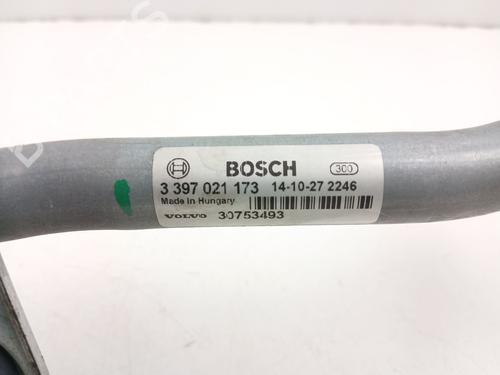 BOSCH 300
3 397 021 173 14-10-27 2246
Made in Hungary
VOLVO 30753493